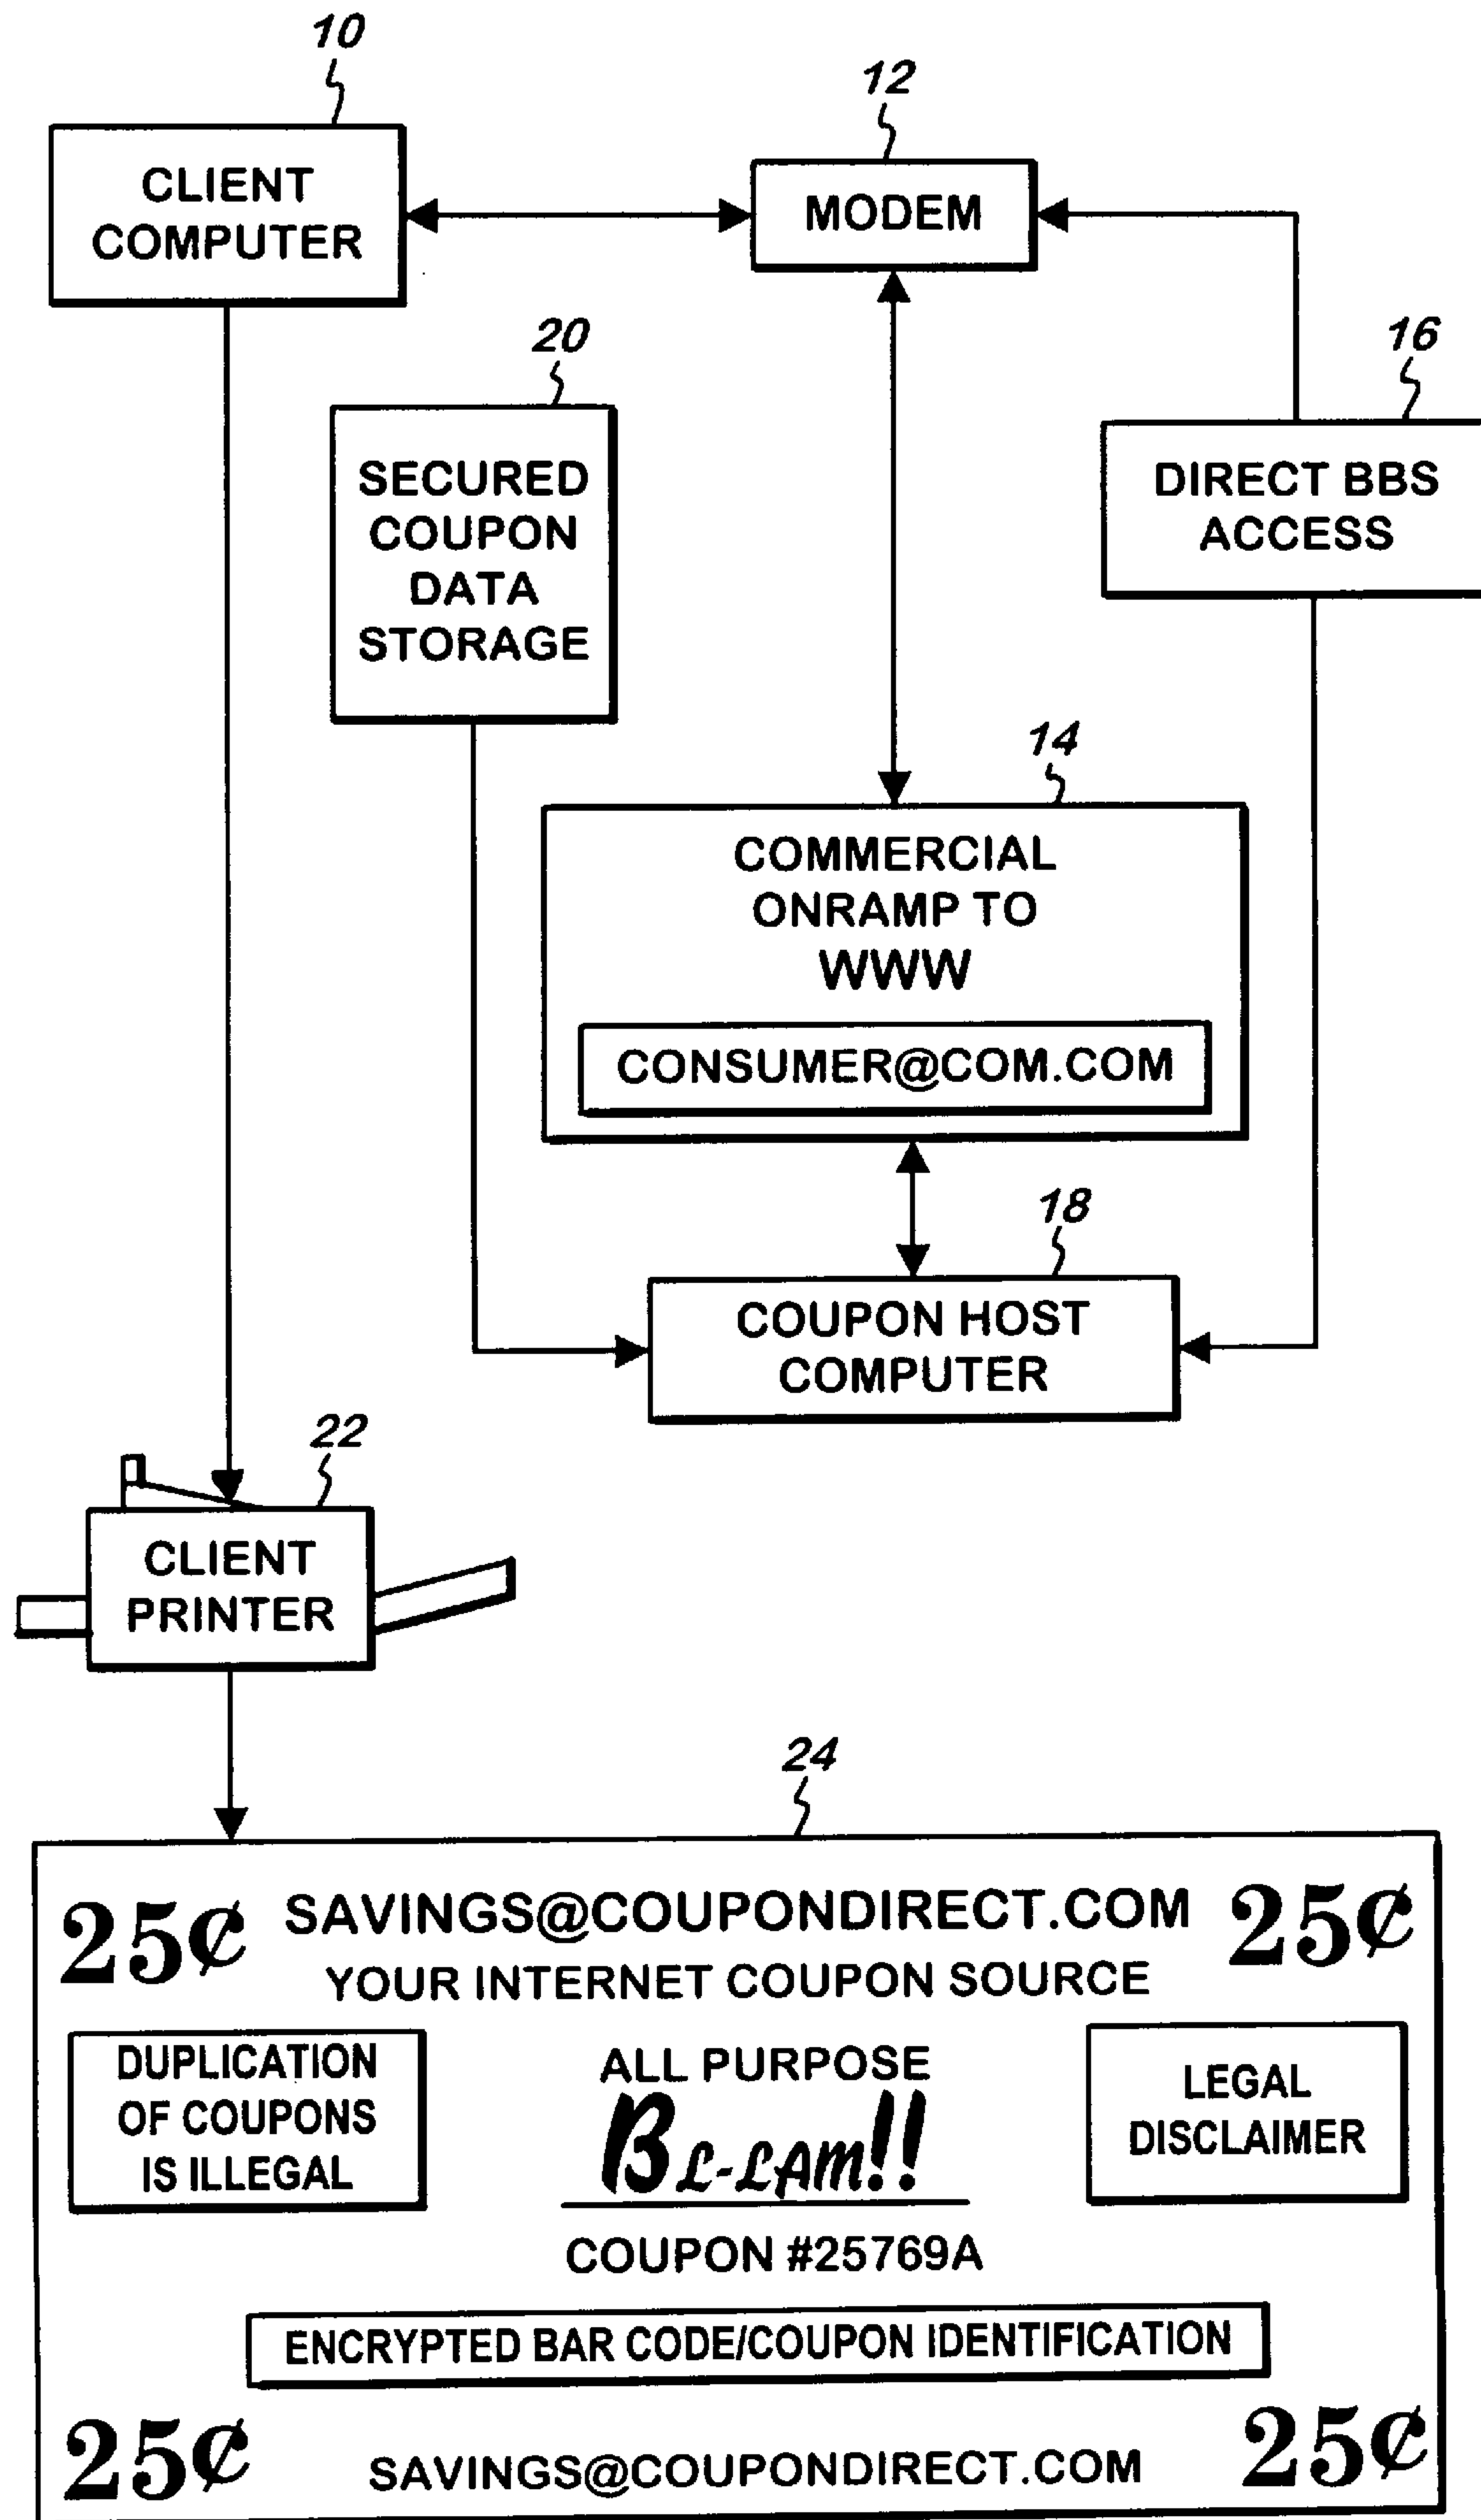 10
12
CLIENT
COMPUTER
MODEM
20
16
SECURED
COUPON
DATA
STORAGE
DIRECT BBS
ACCESS
14
COMMERCIAL
ONRAMP TO
WWW
CONSUMER@COM.COM
18
COUPON HOST
COMPUTER
22
CLIENT
PRINTER
24
25¢ SAVINGS@COUPONDIRECT.COM 25¢
YOUR INTERNET COUPON SOURCE
DUPLICATION
OF COUPONS
IS ILLEGAL
ALL PURPOSE
BL-LAM!!
COUPON #25769A
LEGAL
DISCLAIMER
ENCRYPTED BAR CODE/COUPON IDENTIFICATION
25¢ SAVINGS@COUPONDIRECT.COM 25¢